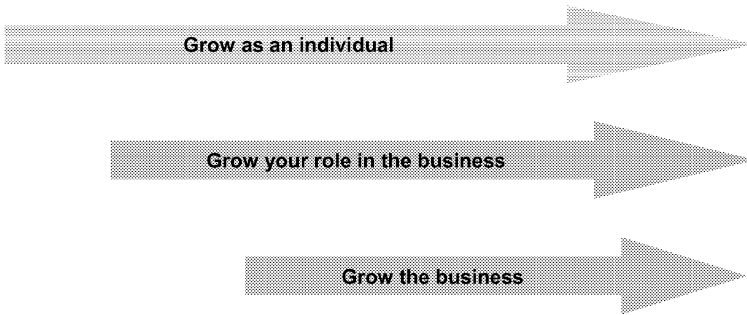 Grow as an individual
Grow your role in the business
Grow the business